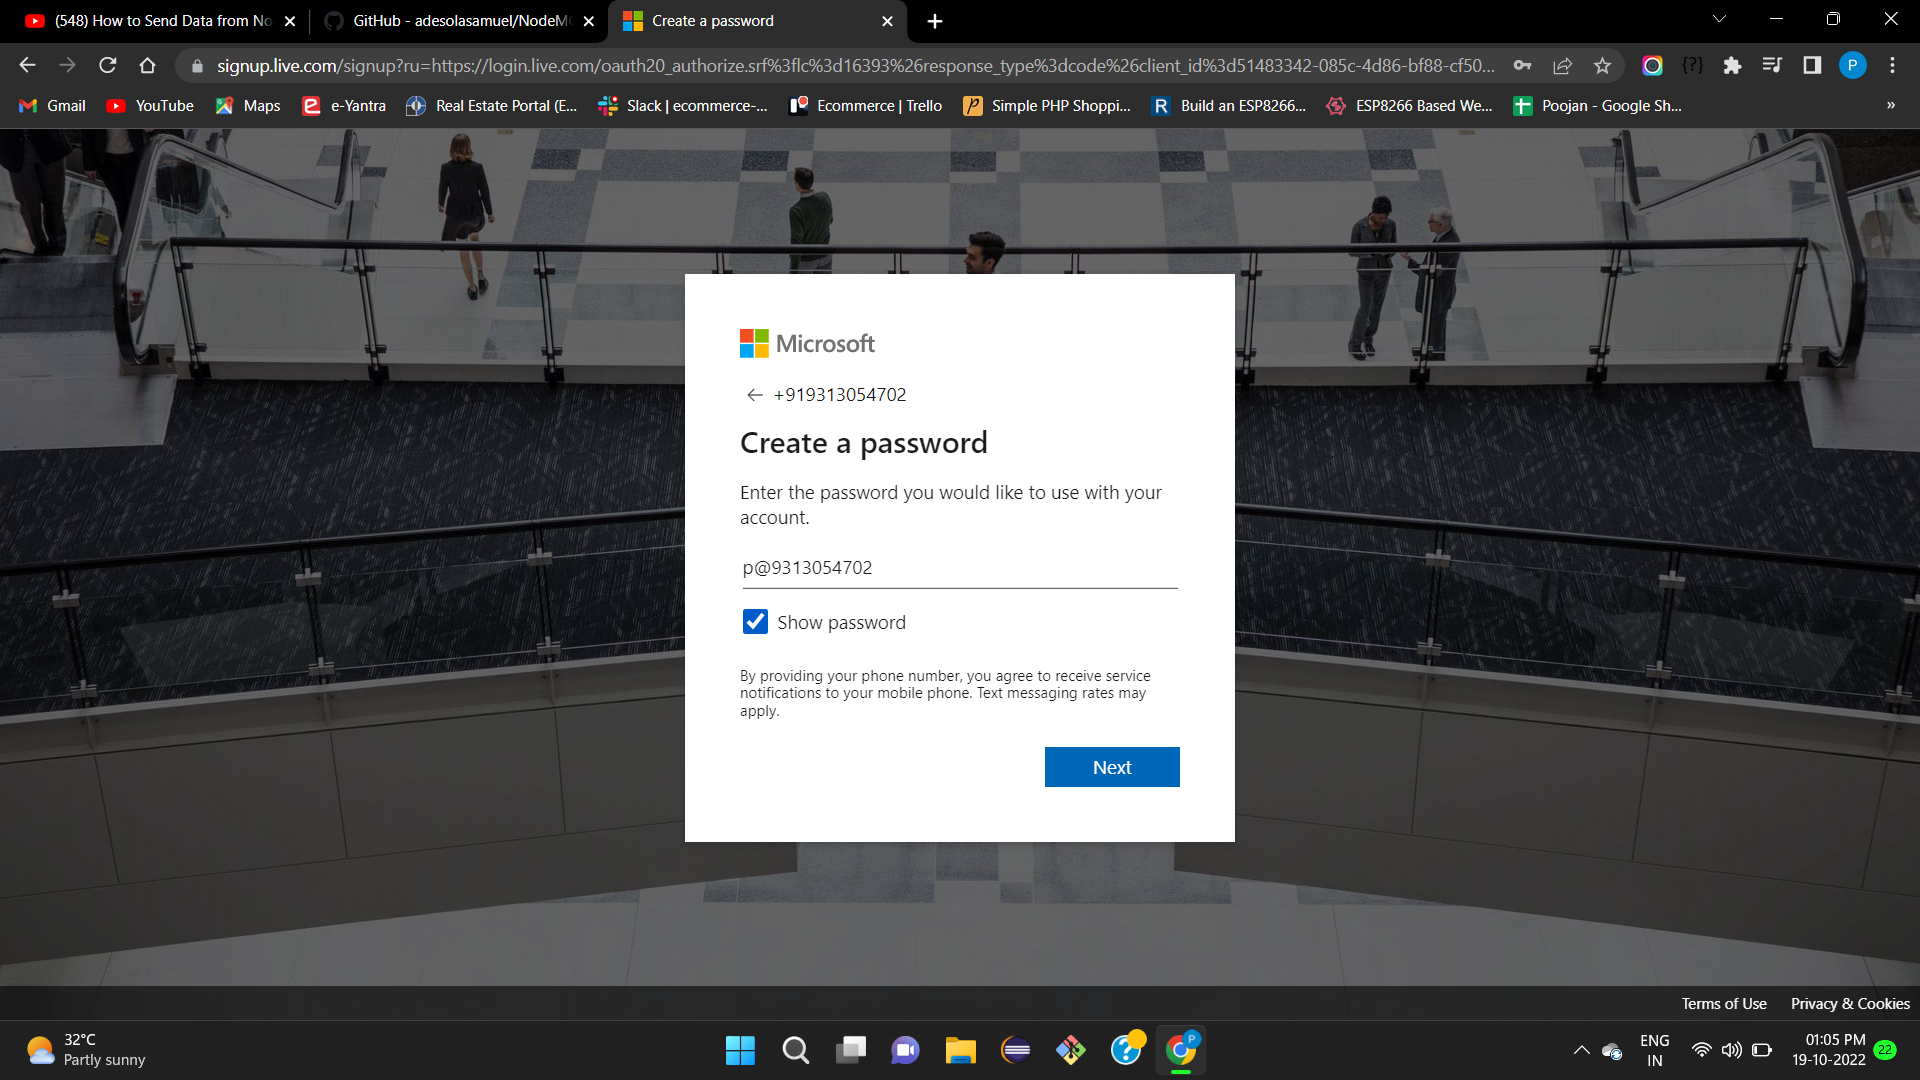 (548) How to Send Data from No
GitHub - adesolasamuel/NodeM
Create a password
signup.live.com/signup?ru=https://login.live.com/oauth20_authorize.srf%3flc%3d16393%26response_type%3dcode%26client_id%3d51483342-085c-4d86-bf88-cf50...
P
Gmail
YouTube
Maps
e-Yantra
Real Estate Portal (E...
Slack | ecommerce-...
Ecommerce | Trello
Simple PHP Shoppi...
Build an ESP8266...
ESP8266 Based We...
Poojan - Google Sh...
»
Microsoft
+919313054702
Create a password
Enter the password you would like to use with your
account.
p@9313054702
Show password
By providing your phone number, you agree to receive service
notifications to your mobile phone. Text messaging rates may
apply.
Next
Terms of Use
Privacy & Cookies
32°C
Partly sunny
P
ENG
IN
01:05 PM
19-10-2022
22